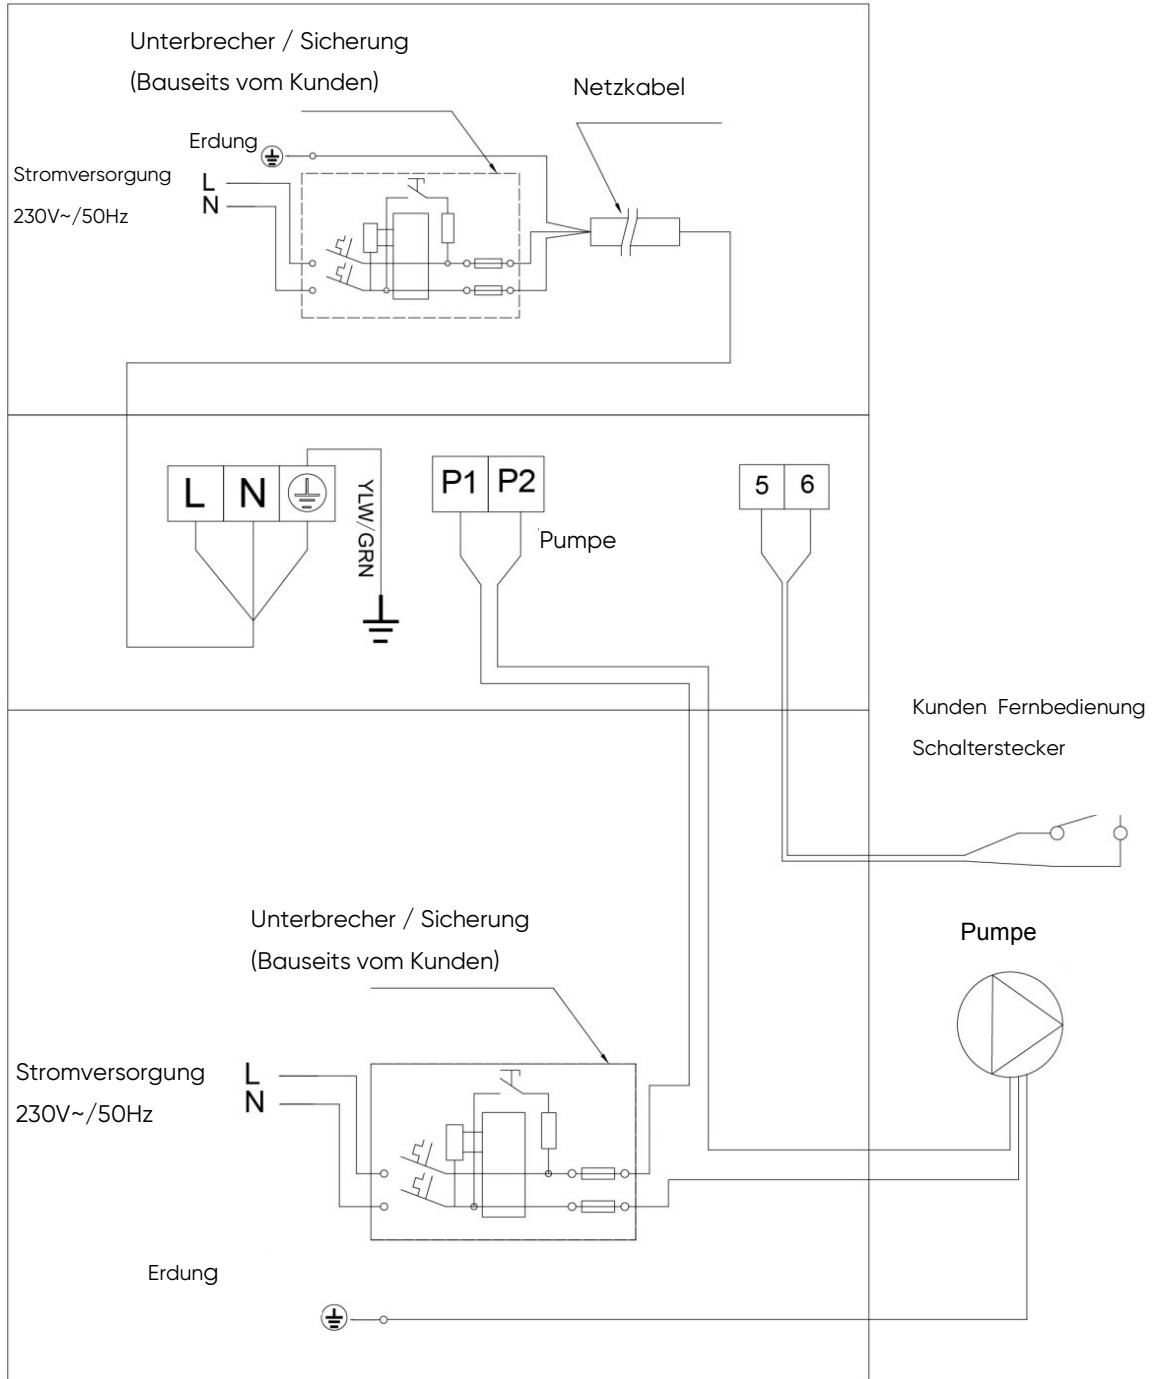 Unterbrecher / Sicherung
(Bauseits vom Kunden)
Netzkabel
Erdung
Stromversorgung
230V~/50Hz
L
N
L N
YLW/GRN
P1 P2
Pumpe
5 6
Kunden Fernbedienung
Schalterstecker
Unterbrecher / Sicherung
(Bauseits vom Kunden)
Pumpe
Stromversorgung
230V~/50Hz
L
N
Erdung